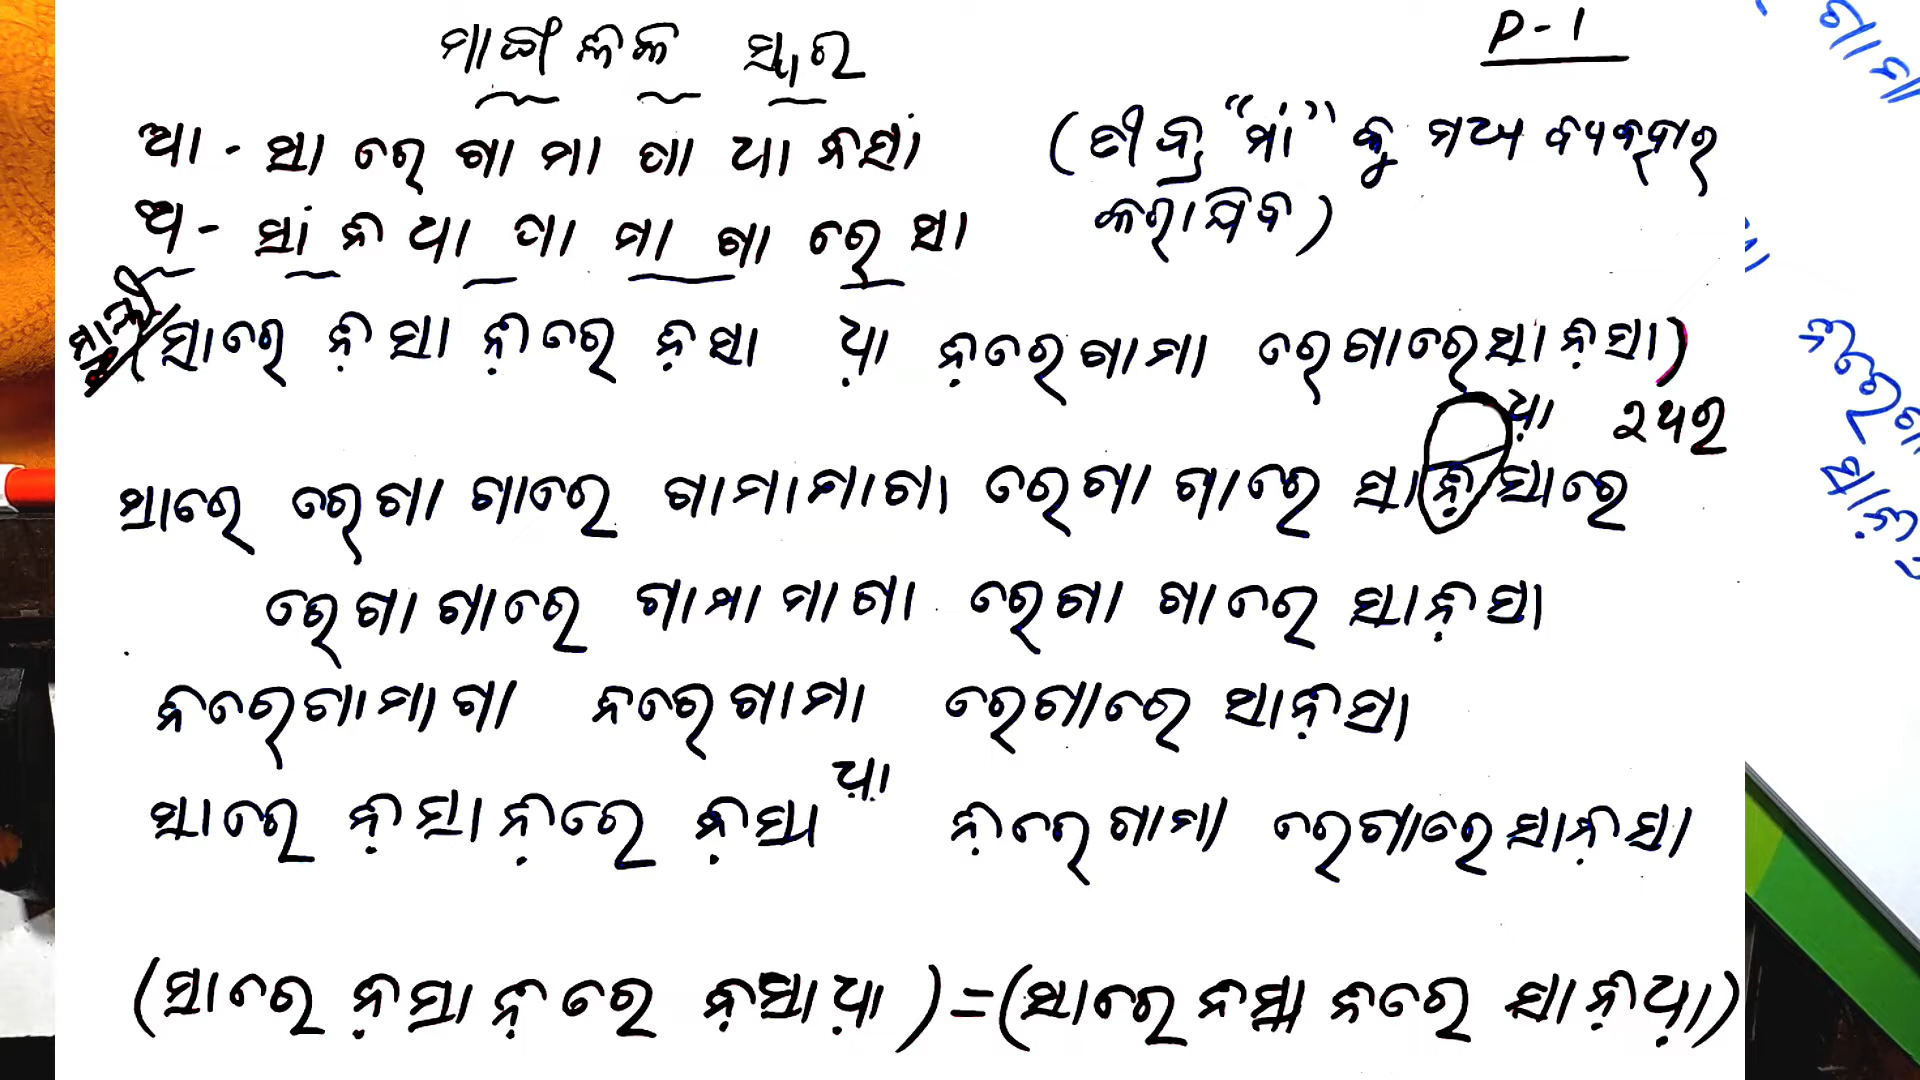 ମାଙ୍ଗଳିକ ସ୍ୱର
P-1
ଆ - ସା ରେ ଗା ମା ପା ଧା ନି ସାଂ
(ତୀବ୍ର "ମାଂ" କୁ ମଧ୍ୟ ବ୍ୟବହାର
ଅ - ସାଂ ନି ଧା ପା ମା ଗା ରେ ସା
କରାଯିବ)
(ସାରେ ନି଼ ସା ନି଼ରେ ନି଼ସା ଧା଼ ନି଼ରେଗାମା ରେଗାରେସାନି଼ସା)
ଧା଼ ୨ଥର
ସାରେ ରେଗା ଗାରେ ଗାମାମାଗା ରେଗା ଗାରେ ସାନି଼ସାରେ
ରେଗାଗାରେ ଗାମାମାଗା ରେଗା ଗାରେ ସାନି଼ସା
ନିରେଗାମାଗା ନିରେଗାମା ରେଗାରେ ସାନି଼ସା
ଧା଼
ସାରେ ନି଼ସାନି଼ରେ ନି଼ସା ନି଼ରେଗାମା ରେଗାରେସାନି଼ସା
(ସାରେ ନି଼ସା ନି଼ରେ ନି଼ସାଧା଼) = (ସାରେ ନିସା ନିରେ ସାନି଼ଧା଼)